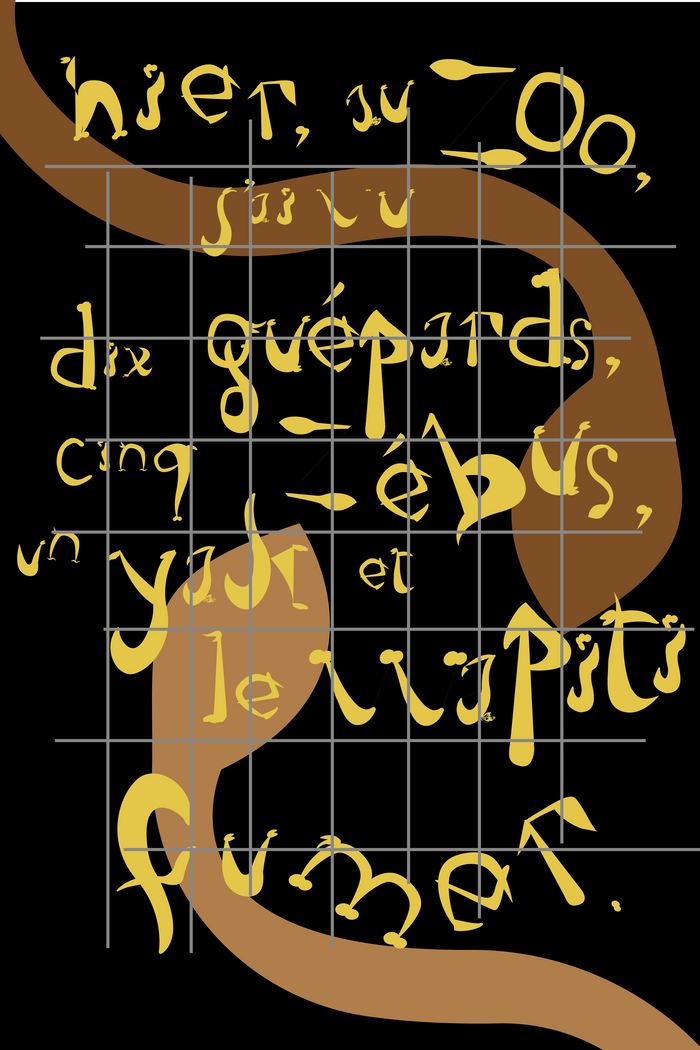 hier, au zoo,
j'ai vu
dix guépards,
cinq zébus,
un yak et
le wapiti
fumer.